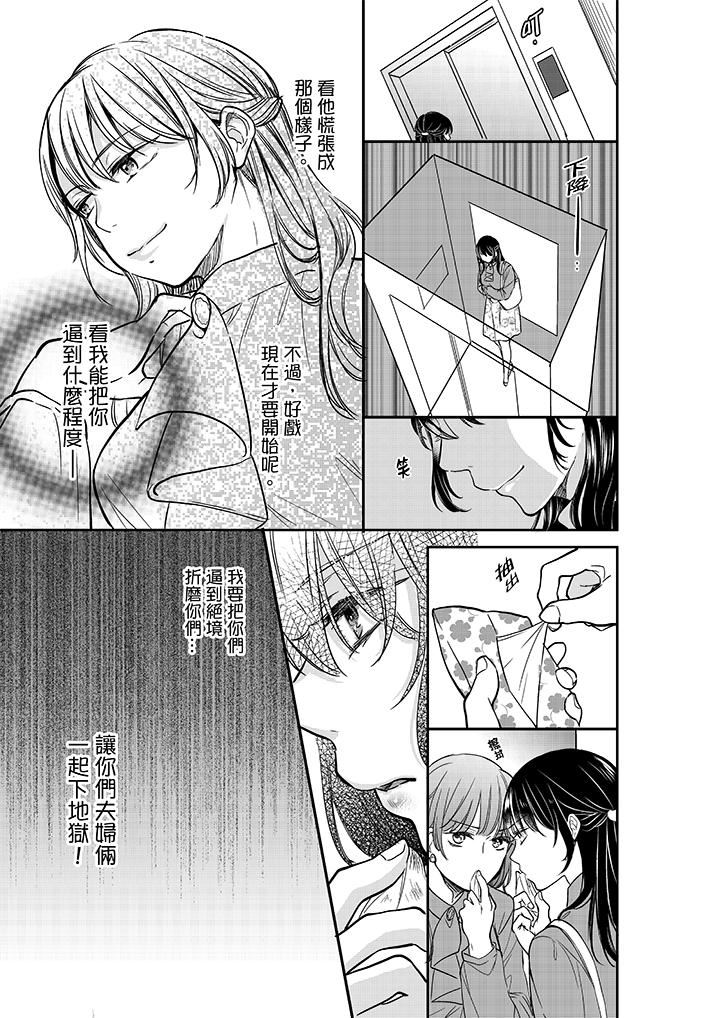 叮。
下降——⋯
笑
看他慌張成
那個樣子。
不過，好戲
現在才要開始呢。
看我能把你
逼到什麼程度——
抽出
擦拭
我要把你們
逼到絕境
折磨你們⋯
讓你們夫婦倆
一起下地獄！